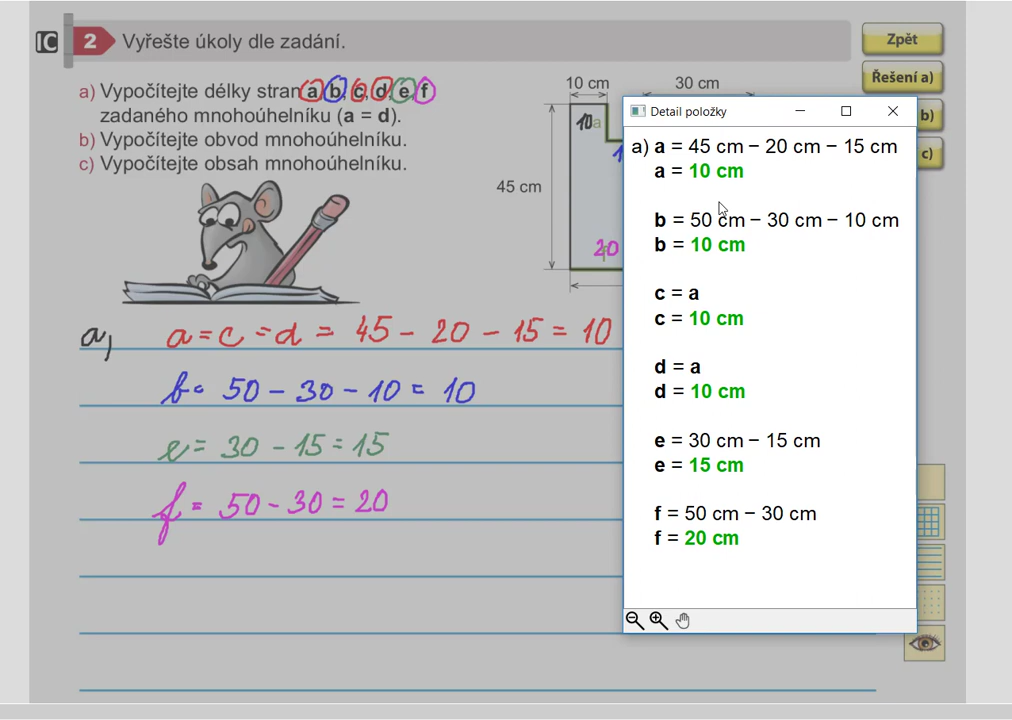 2 Vyřešte úkoly dle zadání.
Zpět
Řešení a)
b)
c)
a) Vypočítejte délky stran a, b, c, d, e, f
zadaného mnohoúhelníku (a = d).
b) Vypočítejte obvod mnohoúhelníku.
c) Vypočítejte obsah mnohoúhelníku.
10 cm
30 cm
10 a
45 cm
20
a, a = c = d = 45 - 20 - 15 = 10
b = 50 - 30 - 10 = 10
e = 30 - 15 = 15
f = 50 - 30 = 20
Detail položky
a) a = 45 cm − 20 cm − 15 cm
a = 10 cm
b = 50 cm − 30 cm − 10 cm
b = 10 cm
c = a
c = 10 cm
d = a
d = 10 cm
e = 30 cm − 15 cm
e = 15 cm
f = 50 cm − 30 cm
f = 20 cm